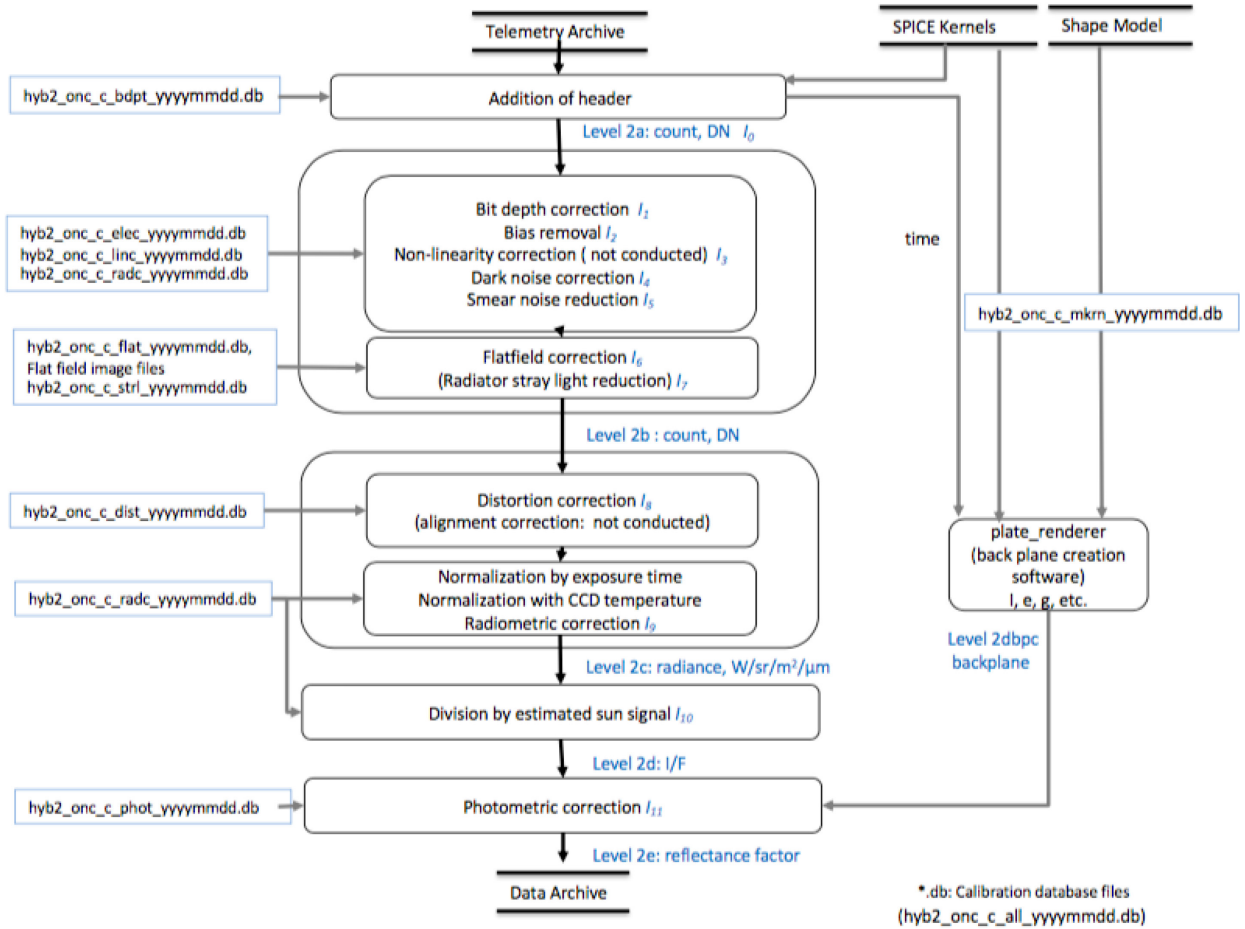 Telemetry Archive
SPICE Kernels
Shape Model
hyb2_onc_c_bdpt_yyyymmdd.db
Addition of header
Level 2a: count, DN I0
hyb2_onc_c_elec_yyyymmdd.db
hyb2_onc_c_linc_yyyymmdd.db
hyb2_onc_c_radc_yyyymmdd.db
Bit depth correction I1
Bias removal I2
Non-linearity correction ( not conducted) I3
Dark noise correction I4
Smear noise reduction I5
time
hyb2_onc_c_mkrn_yyyymmdd.db
hyb2_onc_c_flat_yyyymmdd.db,
Flat field image files
hyb2_onc_c_strl_yyyymmdd.db
Flatfield correction I6
(Radiator stray light reduction) I7
Level 2b : count, DN
hyb2_onc_c_dist_yyyymmdd.db
Distortion correction I8
(alignment correction: not conducted)
plate_renderer
(back plane creation
software)
I, e, g, etc.
hyb2_onc_c_radc_yyyymmdd.db
Normalization by exposure time
Normalization with CCD temperature
Radiometric correction I9
Level 2dbpc
backplane
Level 2c: radiance, W/sr/m²/μm
Division by estimated sun signal I10
Level 2d: I/F
hyb2_onc_c_phot_yyyymmdd.db
Photometric correction I11
Level 2e: reflectance factor
Data Archive
*.db: Calibration database files
(hyb2_onc_c_all_yyyymmdd.db)